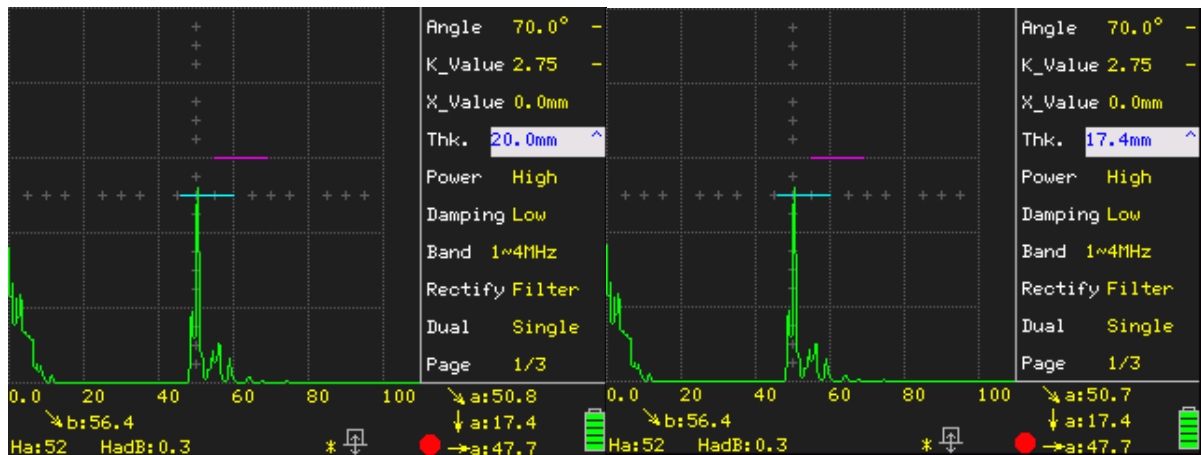 Angle 70.0° -
K_Value 2.75 -
X_Value 0.0mm
Thk. 20.0mm ^
Power High
Damping Low
Band 1~4MHz
Rectify Filter
Dual Single
Page 1/3
0.0 20 40 60 80 100
↘a:50.8
↘b:56.4
↓a:17.4
Ha:52 HadB:0.3 * →a:47.7
Angle 70.0° -
K_Value 2.75 -
X_Value 0.0mm
Thk. 17.4mm ^
Power High
Damping Low
Band 1~4MHz
Rectify Filter
Dual Single
Page 1/3
0.0 20 40 60 80 100
↘a:50.7
↘b:56.4
↓a:17.4
Ha:52 HadB:0.3 * →a:47.7